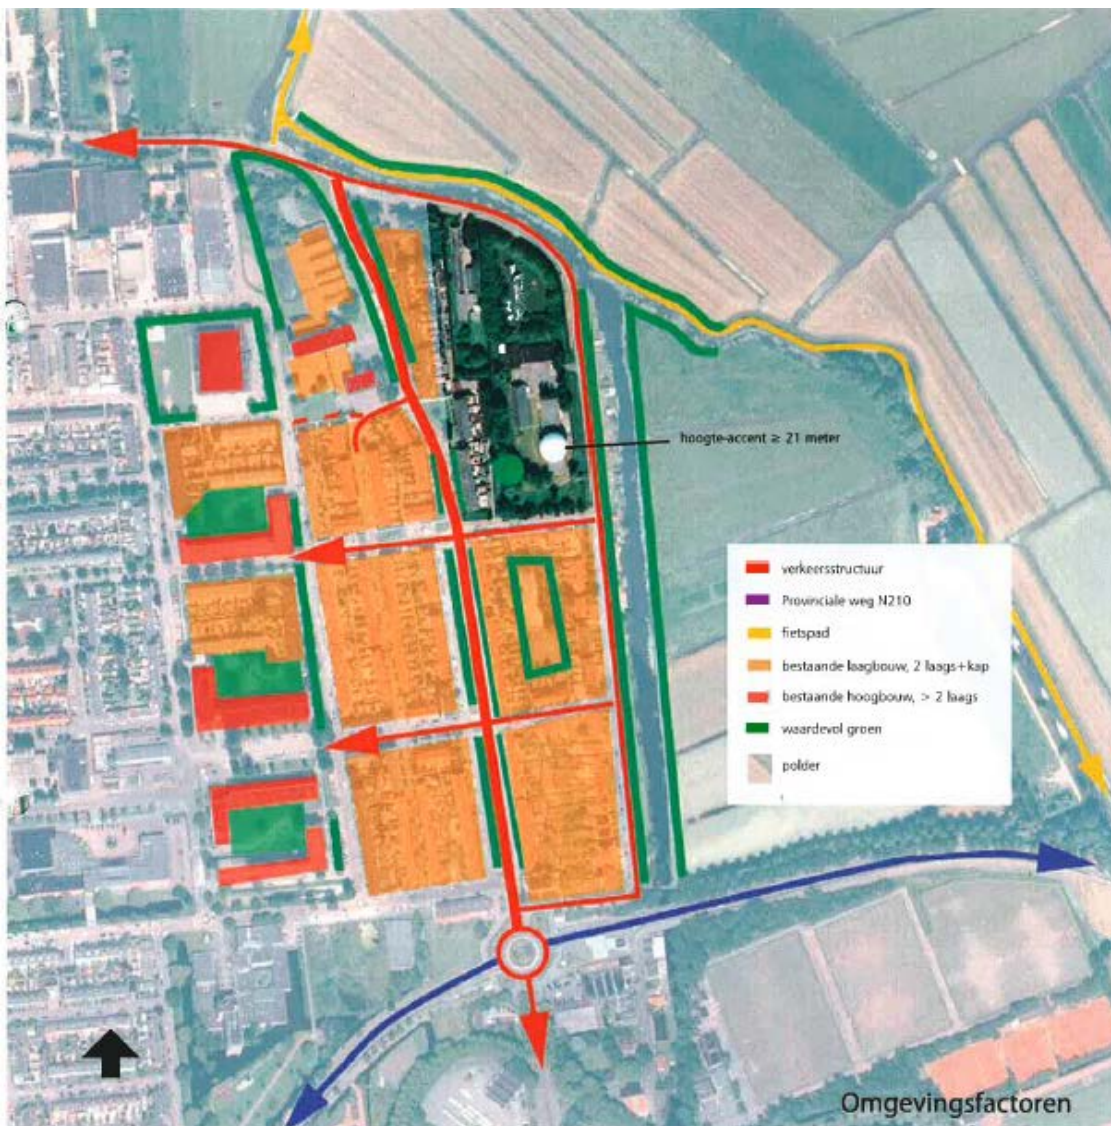 hoogte-accent ≥ 21 meter
verkeersstructuur
Provinciale weg N210
fietspad
bestaande laagbouw, 2 laags+kap
bestaande hoogbouw, > 2 laags
waardevol groen
polder
Omgevingsfactoren